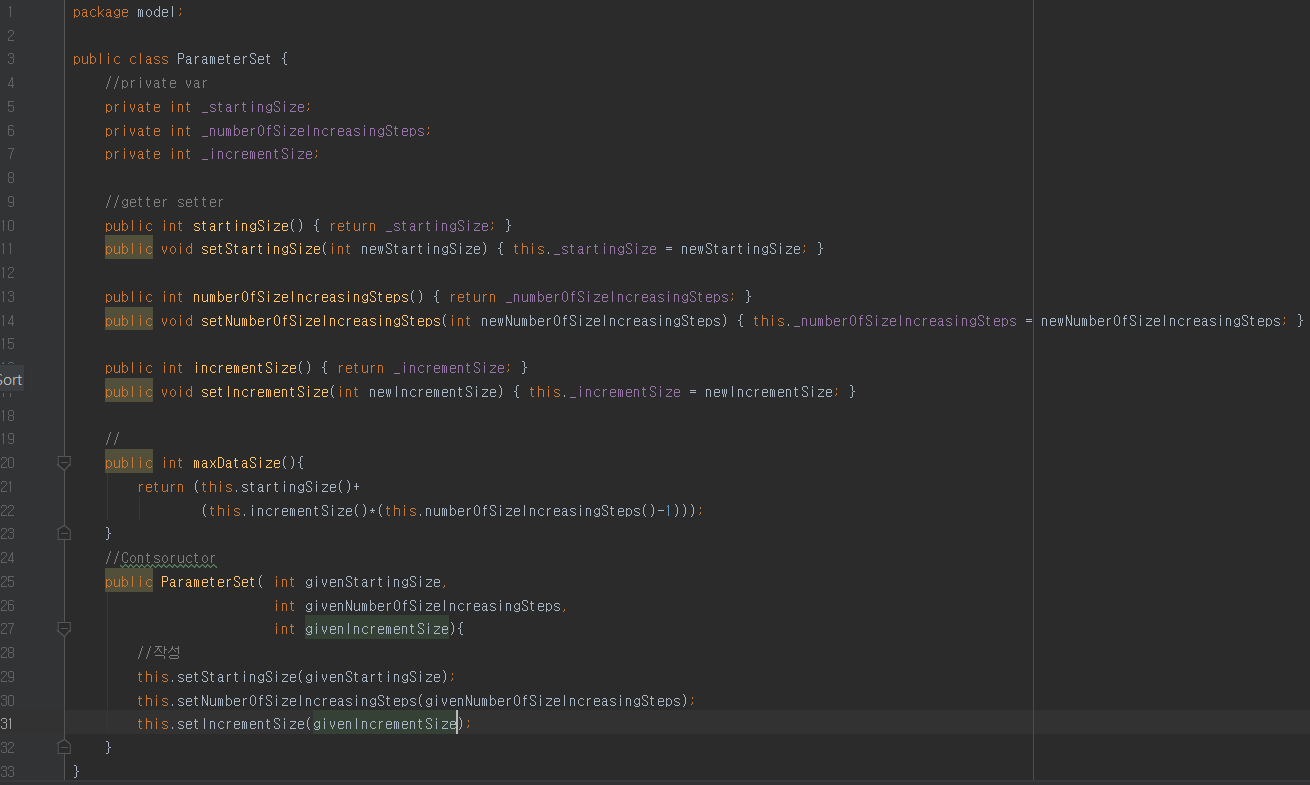 1 package model;
2
3 public class ParameterSet {
4 //private var
5 private int _startingSize;
6 private int _numberOfSizeIncreasingSteps;
7 private int _incrementSize;
8
9 //getter setter
10 public int startingSize() { return _startingSize; }
11 public void setStartingSize(int newStartingSize) { this._startingSize = newStartingSize; }
12
13 public int numberOfSizeIncreasingSteps() { return _numberOfSizeIncreasingSteps; }
14 public void setNumberOfSizeIncreasingSteps(int newNumberOfSizeIncreasingSteps) { this._numberOfSizeIncreasingSteps = newNumberOfSizeIncreasingSteps; }
15
public int incrementSize() { return _incrementSize; }
Sort
public void setIncrementSize(int newIncrementSize) { this._incrementSize = newIncrementSize; }
18
19 //
20 public int maxDataSize(){
21 return (this.startingSize()+
22 (this.incrementSize()*(this.numberOfSizeIncreasingSteps()-1)));
23 }
24 //Contsoructor
25 public ParameterSet( int givenStartingSize,
26 int givenNumberOfSizeIncreasingSteps,
27 int givenIncrementSize){
28 //작성
29 this.setStartingSize(givenStartingSize);
30 this.setNumberOfSizeIncreasingSteps(givenNumberOfSizeIncreasingSteps);
31 this.setIncrementSize(givenIncrementSize);
32 }
33 }